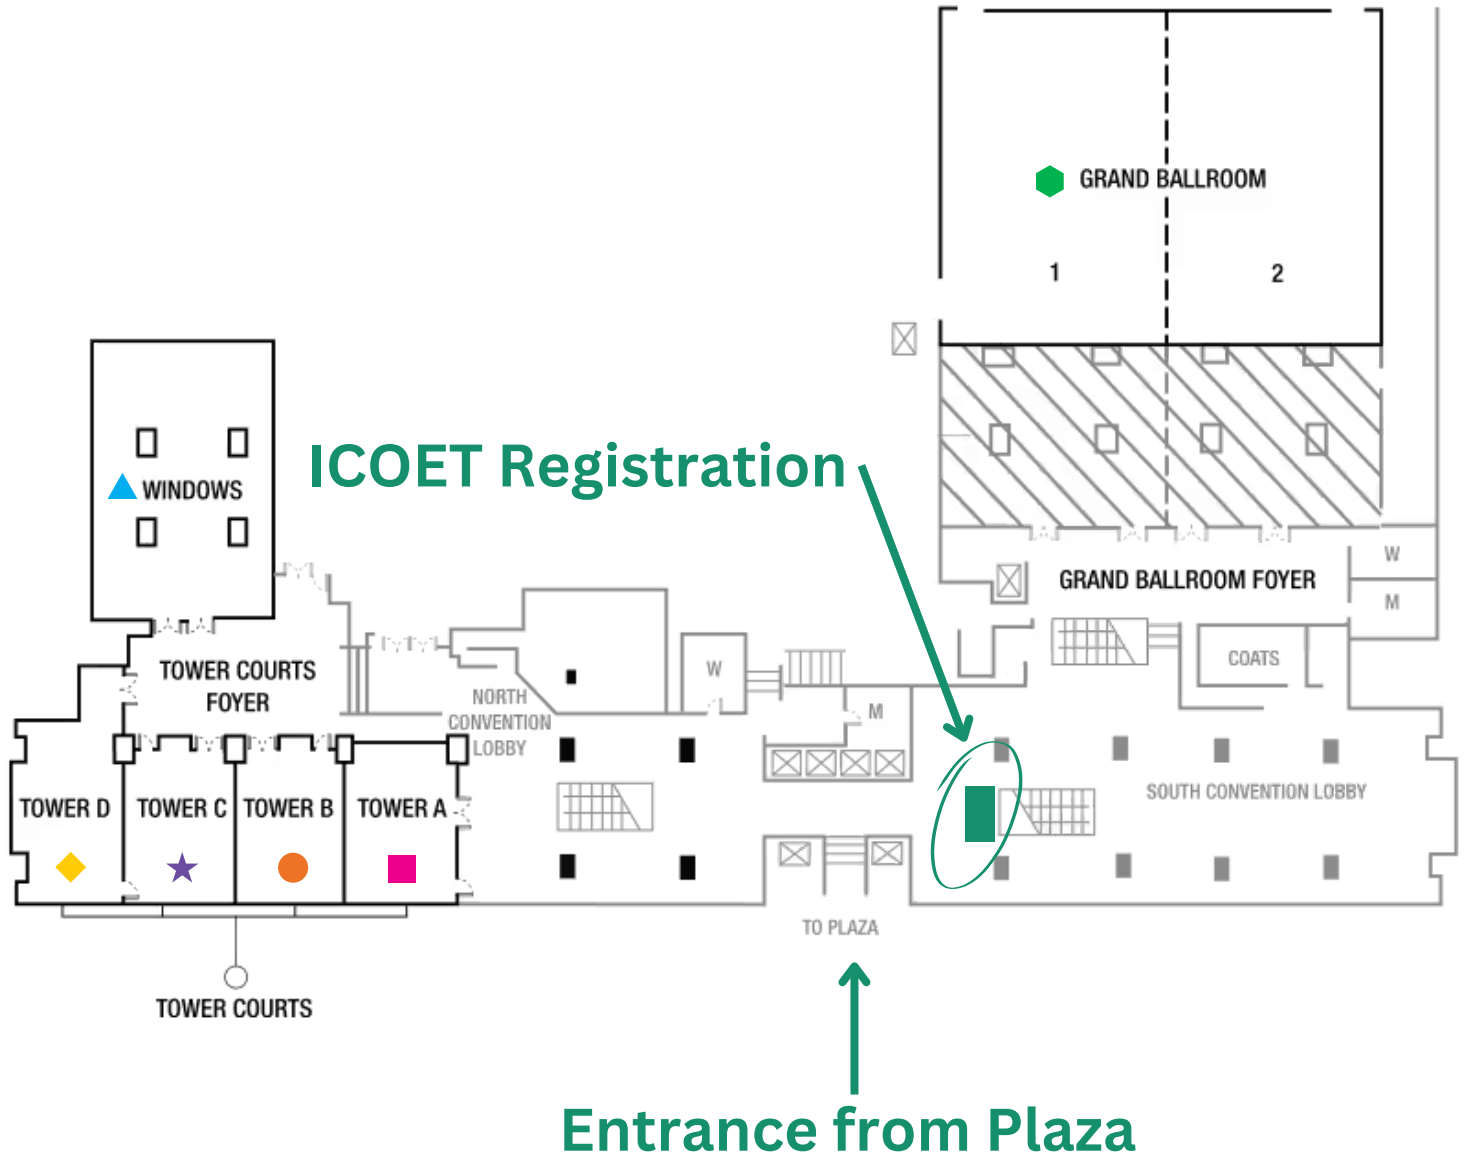 GRAND BALLROOM
1
2
ICOET Registration
WINDOWS
W
GRAND BALLROOM FOYER
M
COATS
TOWER COURTS
FOYER
W
NORTH
CONVENTION
LOBBY
M
SOUTH CONVENTION LOBBY
TOWER D
TOWER C
TOWER B
TOWER A
TO PLAZA
TOWER COURTS
Entrance from Plaza